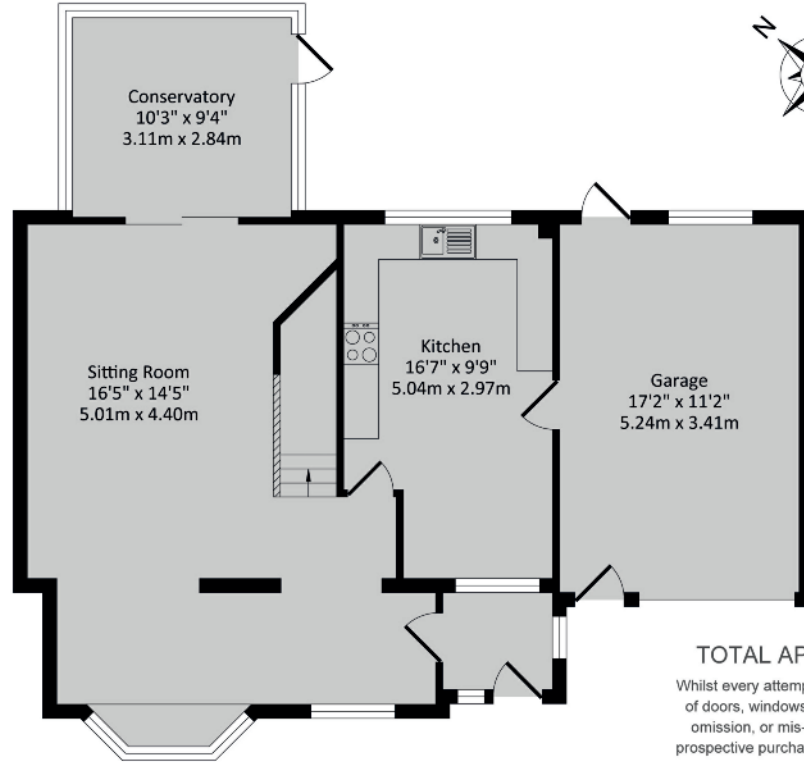 N
Conservatory
10'3" x 9'4"
3.11m x 2.84m
Sitting Room
16'5" x 14'5"
5.01m x 4.40m
Kitchen
16'7" x 9'9"
5.04m x 2.97m
Garage
17'2" x 11'2"
5.24m x 3.41m
TOTAL AP
Whilst every attemp
of doors, windows
omission, or mis-
prospective purcha